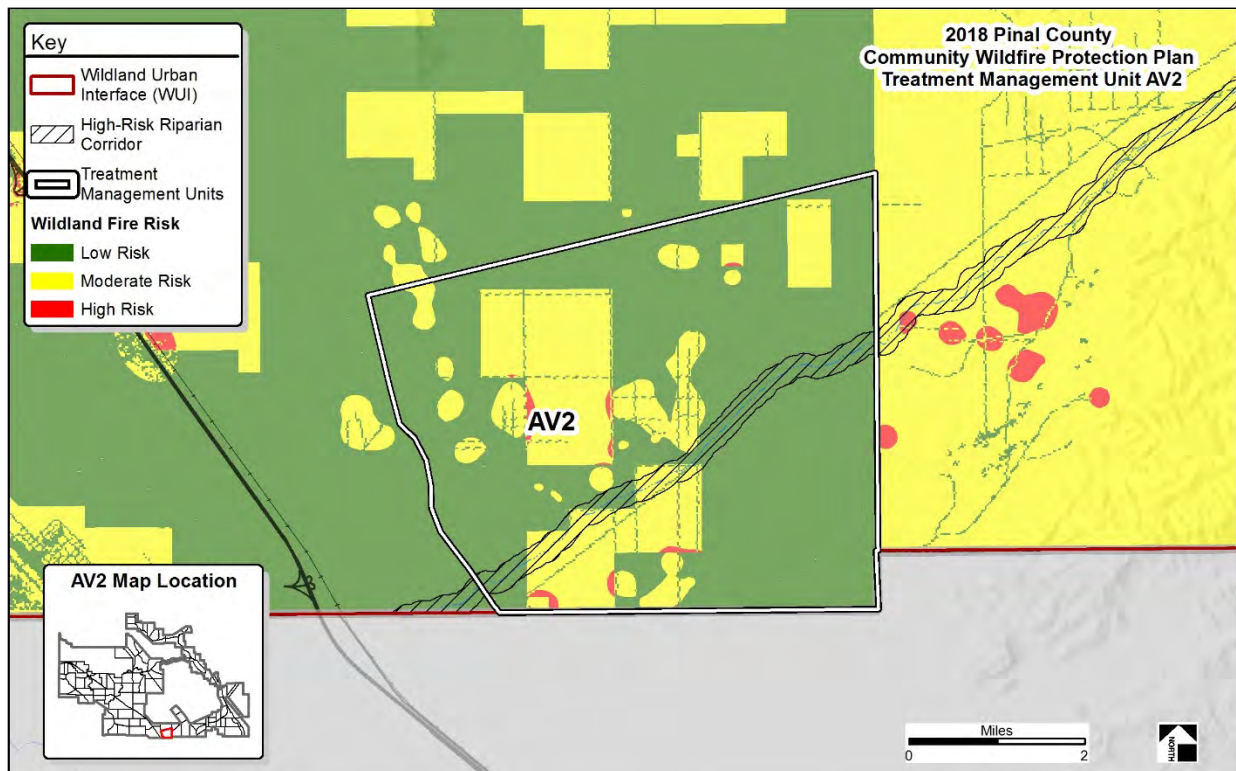 Key
Wildland Urban
Interface (WUI)
High-Risk Riparian
Corridor
Treatment
Management Units
Wildland Fire Risk
Low Risk
Moderate Risk
High Risk
2018 Pinal County
Community Wildfire Protection Plan
Treatment Management Unit AV2
AV2
AV2 Map Location
Miles
0
2
NORTH